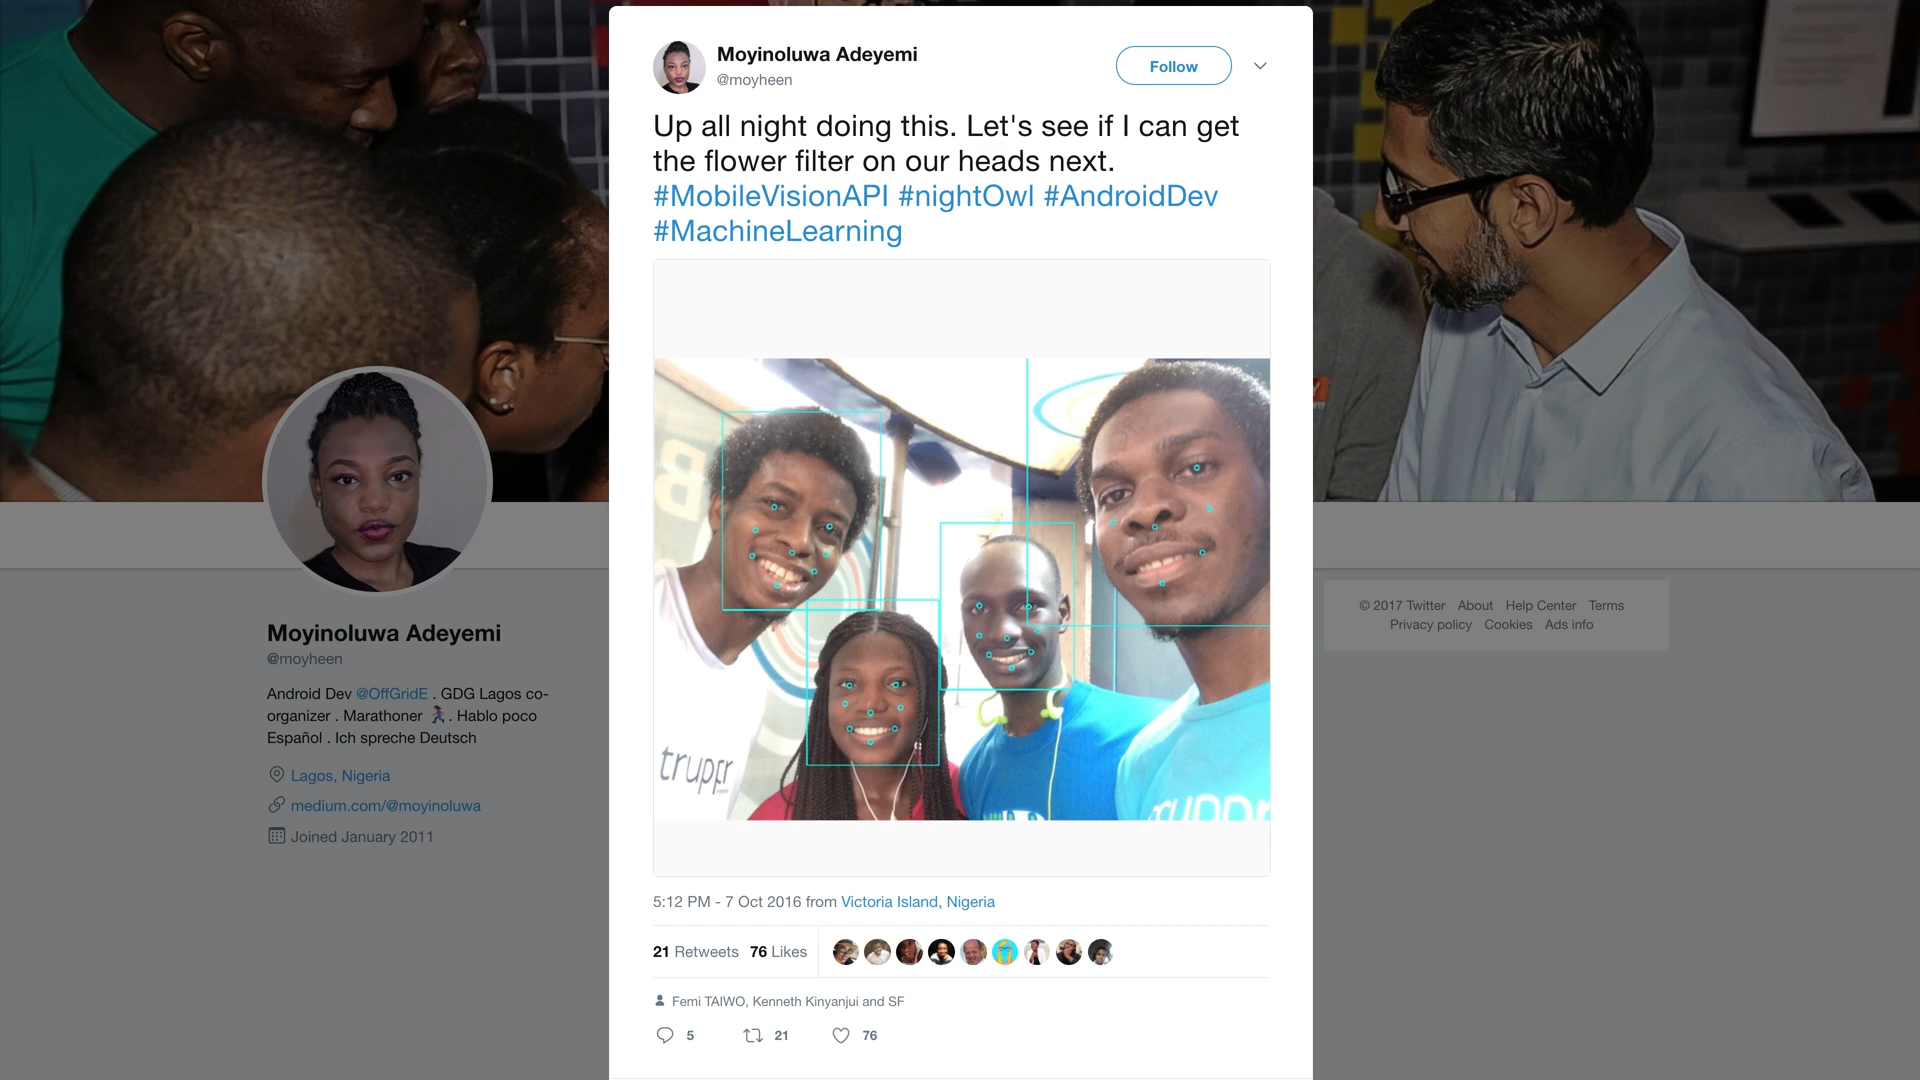 Moyinoluwa Adeyemi
@moyheen
Follow
Up all night doing this. Let's see if I can get
the flower filter on our heads next.
#MobileVisionAPI #nightOwl #AndroidDev
#MachineLearning
truppr
truppr
5:12 PM - 7 Oct 2016 from Victoria Island, Nigeria
21 Retweets 76 Likes
Femi TAIWO, Kenneth Kinyanjui and SF
5 21 76
Moyinoluwa Adeyemi
@moyheen
Android Dev @OffGridE . GDG Lagos co-
organizer . Marathoner 🏃🏾‍♀️. Hablo poco
Español . Ich spreche Deutsch
Lagos, Nigeria
medium.com/@moyinoluwa
Joined January 2011
© 2017 Twitter About Help Center Terms
Privacy policy Cookies Ads info